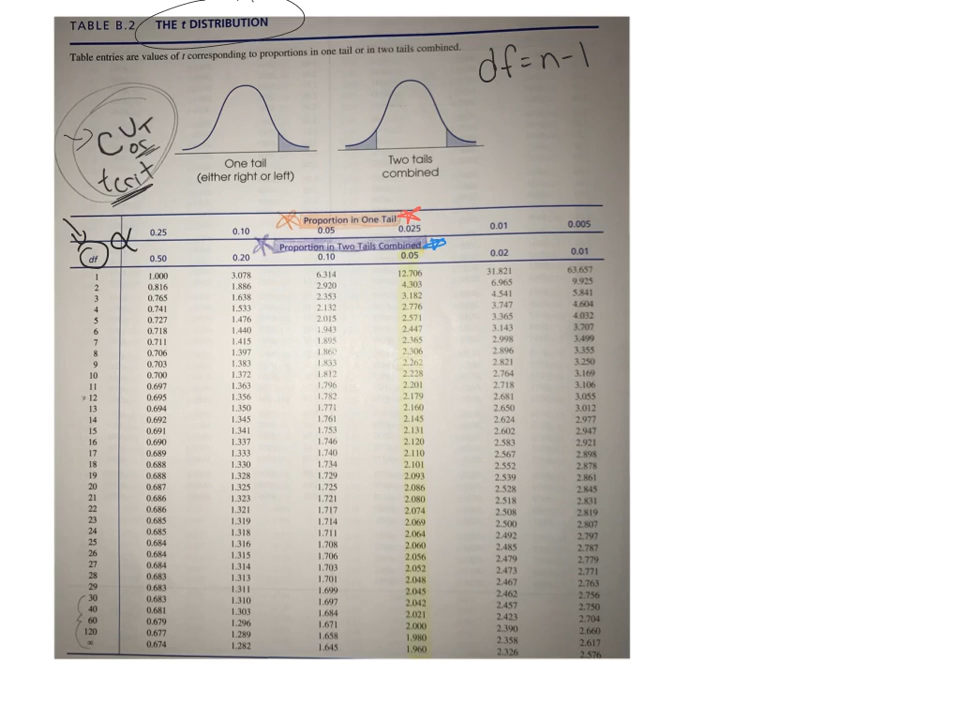 TABLE B.2 THE t DISTRIBUTION
Table entries are values of t corresponding to proportions in one tail or in two tails combined.
df=n-1
CUT
OS
tcrit
One tail
(either right or left)
Two tails
combined
Proportion in One Tail
α 0.25 0.10 0.05 0.025 0.01 0.005
Proportion in Two Tails Combined
df 0.50 0.20 0.10 0.05 0.02 0.01
1 1.000 3.078 6.314 12.706 31.821 63.657
2 0.816 1.886 2.920 4.303 6.965 9.925
3 0.765 1.638 2.353 3.182 4.541 5.841
4 0.741 1.533 2.132 2.776 3.747 4.604
5 0.727 1.476 2.015 2.571 3.365 4.032
6 0.718 1.440 1.943 2.447 3.143 3.707
7 0.711 1.415 1.895 2.365 2.998 3.499
8 0.706 1.397 1.860 2.306 2.896 3.355
9 0.703 1.383 1.833 2.262 2.821 3.250
10 0.700 1.372 1.812 2.228 2.764 3.169
11 0.697 1.363 1.796 2.201 2.718 3.106
12 0.695 1.356 1.782 2.179 2.681 3.055
13 0.694 1.350 1.771 2.160 2.650 3.012
14 0.692 1.345 1.761 2.145 2.624 2.977
15 0.691 1.341 1.753 2.131 2.602 2.947
16 0.690 1.337 1.746 2.120 2.583 2.921
17 0.689 1.333 1.740 2.110 2.567 2.898
18 0.688 1.330 1.734 2.101 2.552 2.878
19 0.688 1.328 1.729 2.093 2.539 2.861
20 0.687 1.325 1.725 2.086 2.528 2.845
21 0.686 1.323 1.721 2.080 2.518 2.831
22 0.686 1.321 1.717 2.074 2.508 2.819
23 0.685 1.319 1.714 2.069 2.500 2.807
24 0.685 1.318 1.711 2.064 2.492 2.797
25 0.684 1.316 1.708 2.060 2.485 2.787
26 0.684 1.315 1.706 2.056 2.479 2.779
27 0.684 1.314 1.703 2.052 2.473 2.771
28 0.683 1.313 1.701 2.048 2.467 2.763
29 0.683 1.311 1.699 2.045 2.462 2.756
30 0.683 1.310 1.697 2.042 2.457 2.750
40 0.681 1.303 1.684 2.021 2.423 2.704
60 0.679 1.296 1.671 2.000 2.390 2.660
120 0.677 1.289 1.658 1.980 2.358 2.617
∞ 0.674 1.282 1.645 1.960 2.326 2.576